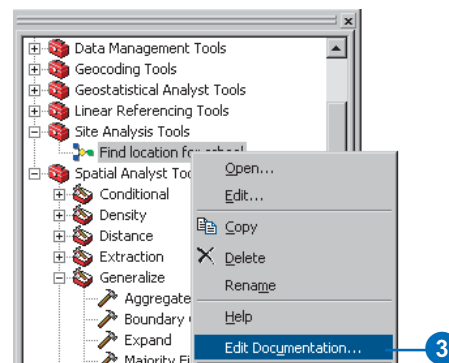 Data Management Tools
Geocoding Tools
Geostatistical Analyst Tools
Linear Referencing Tools
Site Analysis Tools
Find location for school
Spatial Analyst
Conditional
Density
Distance
Extraction
Generalize
Aggregate
Boundary
Expand
Majority
Open...
Edit...
Copy
Delete
Rename
Help
Edit Documentation...
3